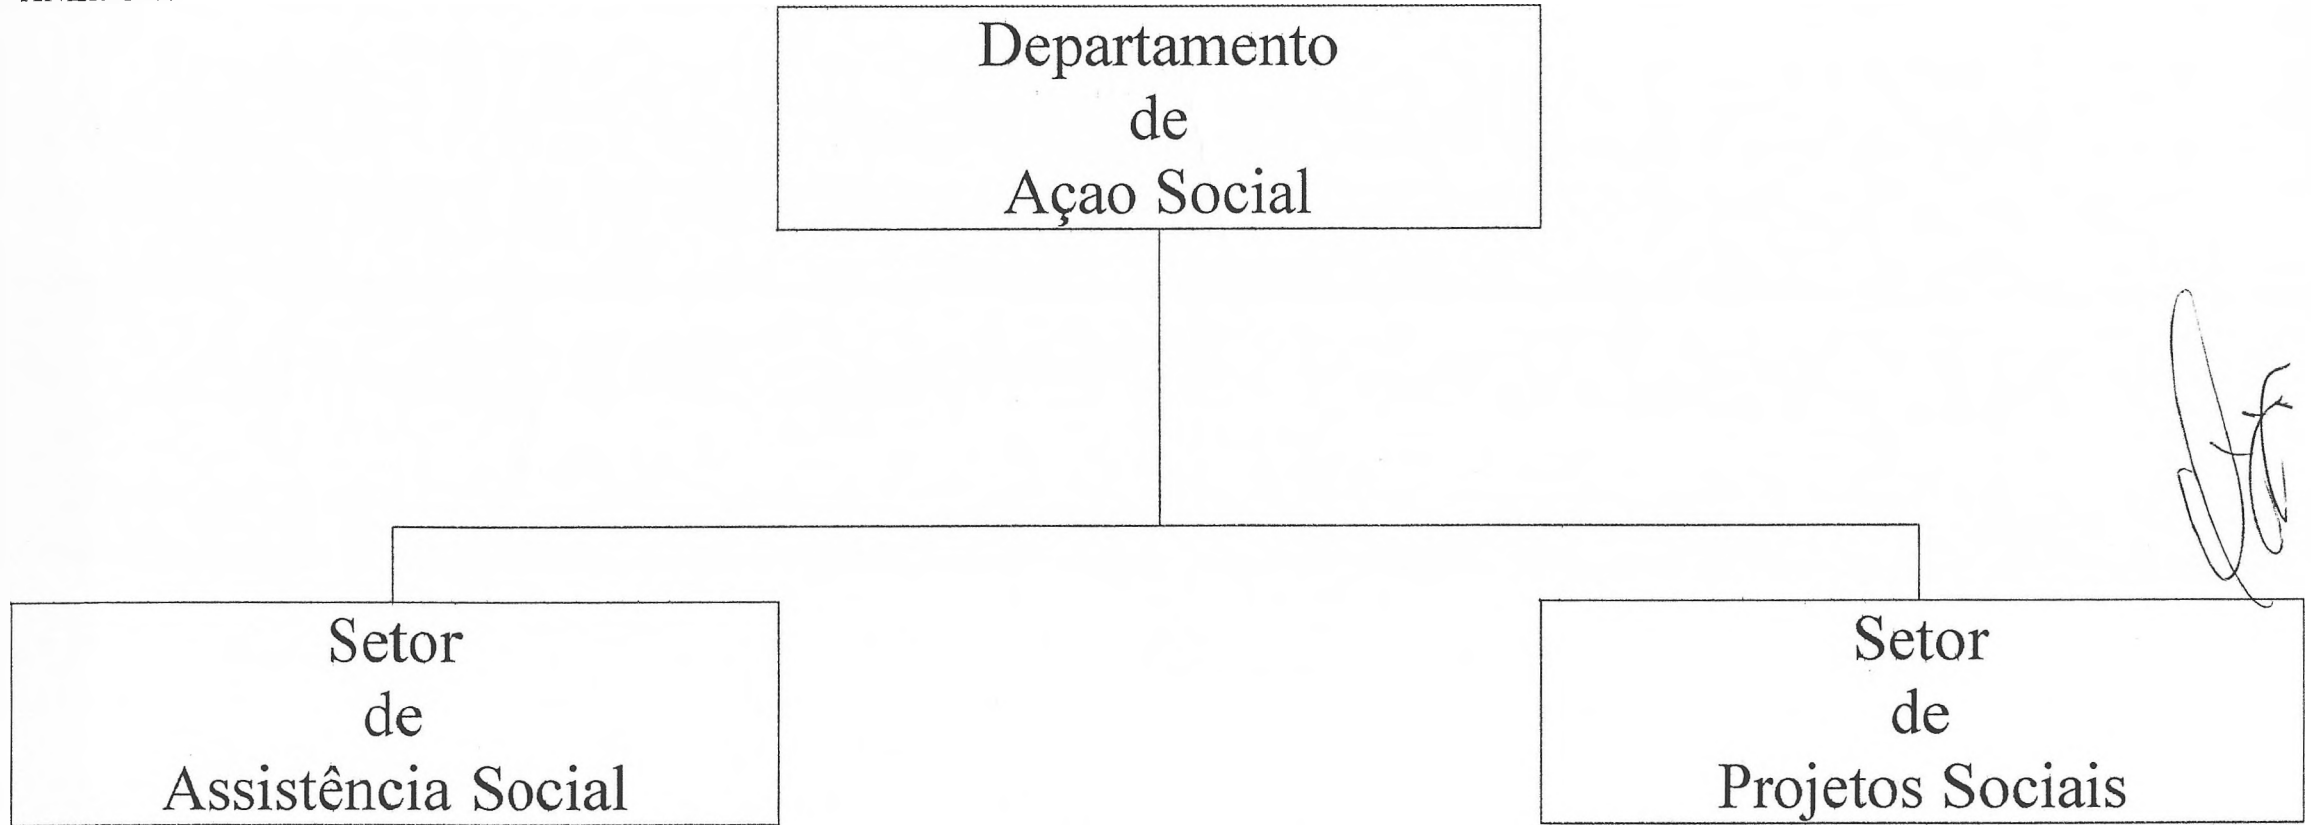 Departamento
de
Açao Social
Setor
de
Assistência Social
Setor
de
Projetos Sociais